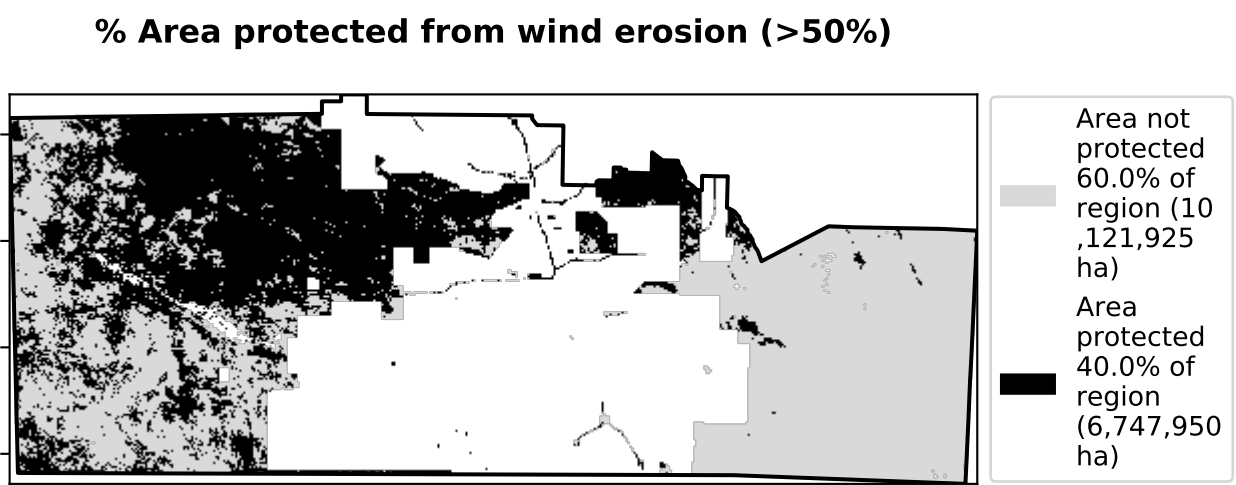 % Area protected from wind erosion (>50%)
Area not
protected
60.0% of
region (10
,121,925
ha)
Area
protected
40.0% of
region
(6,747,950
ha)